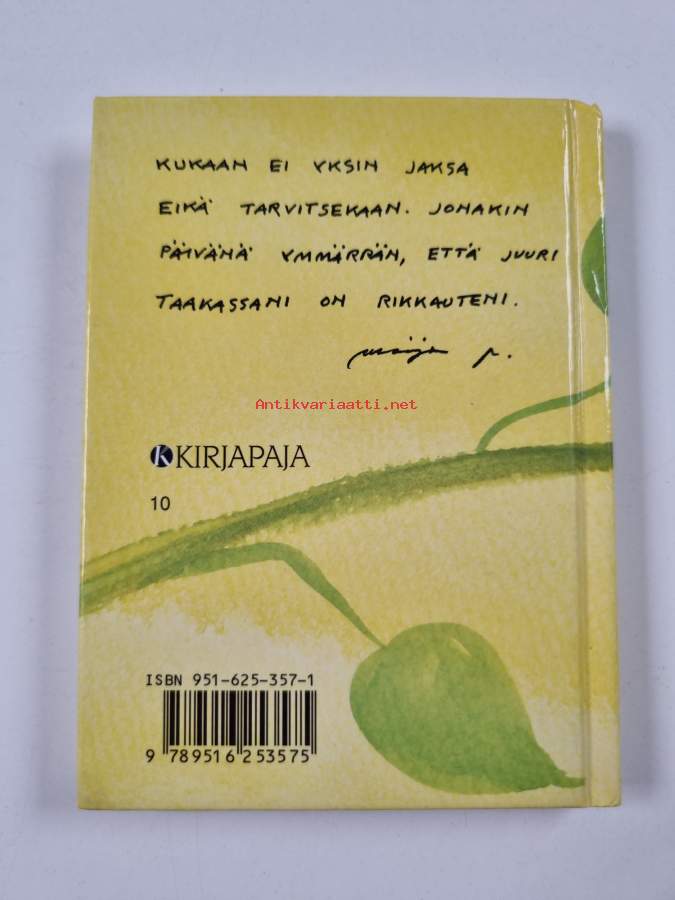 KUKAAN EI YKSIN JAKSA
EIKÄ TARVITSEKAAN. JONAKIN
PÄIVÄNÄ YMMÄRRÄN, ETTÄ JUURI
TAAKASSANI ON RIKKAUTENI.
maija p.
Antikvariaatti.net
K KIRJAPAJA
10
ISBN 951-625-357-1
9 789516 253575